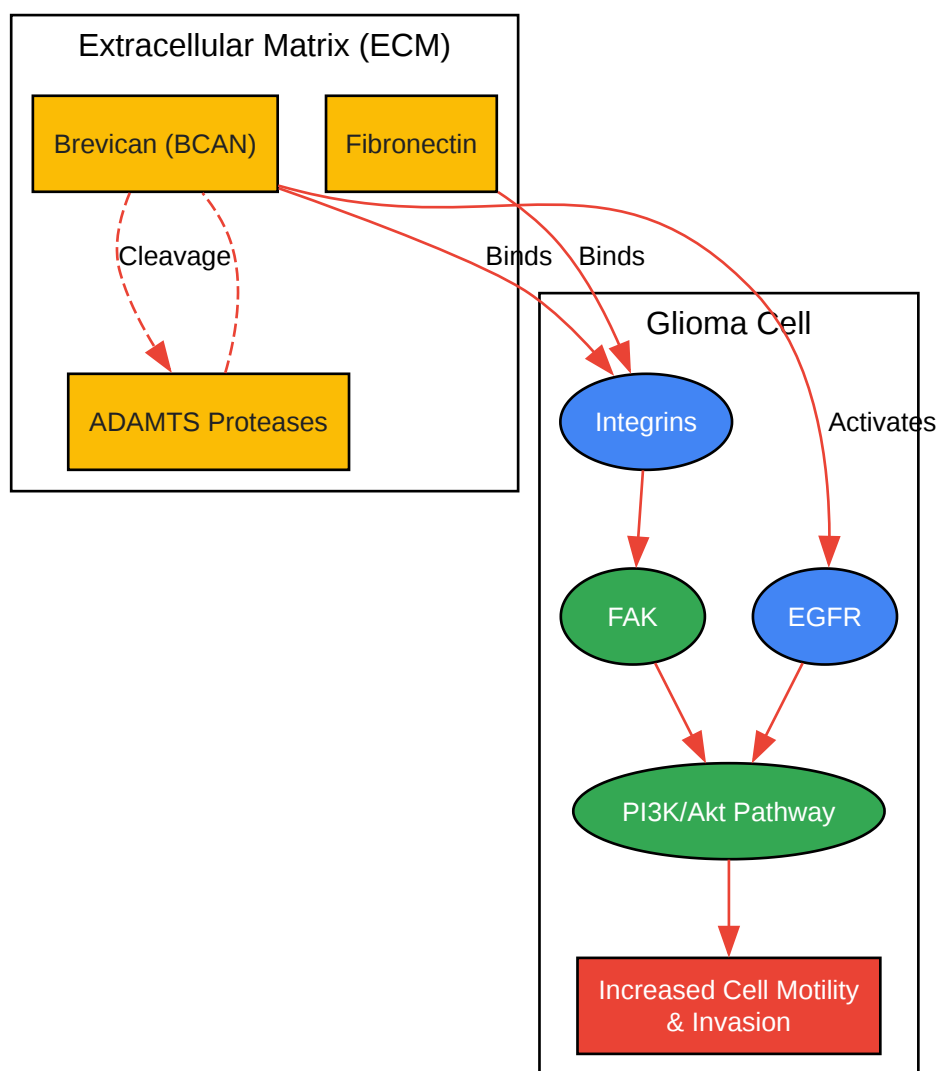 Extracellular Matrix (ECM)
Brevican (BCAN)
Fibronectin
Cleavage
Binds
Binds
ADAMTS Proteases
Glioma Cell
Integrins
Activates
FAK
EGFR
PI3K/Akt Pathway
Increased Cell Motility
& Invasion